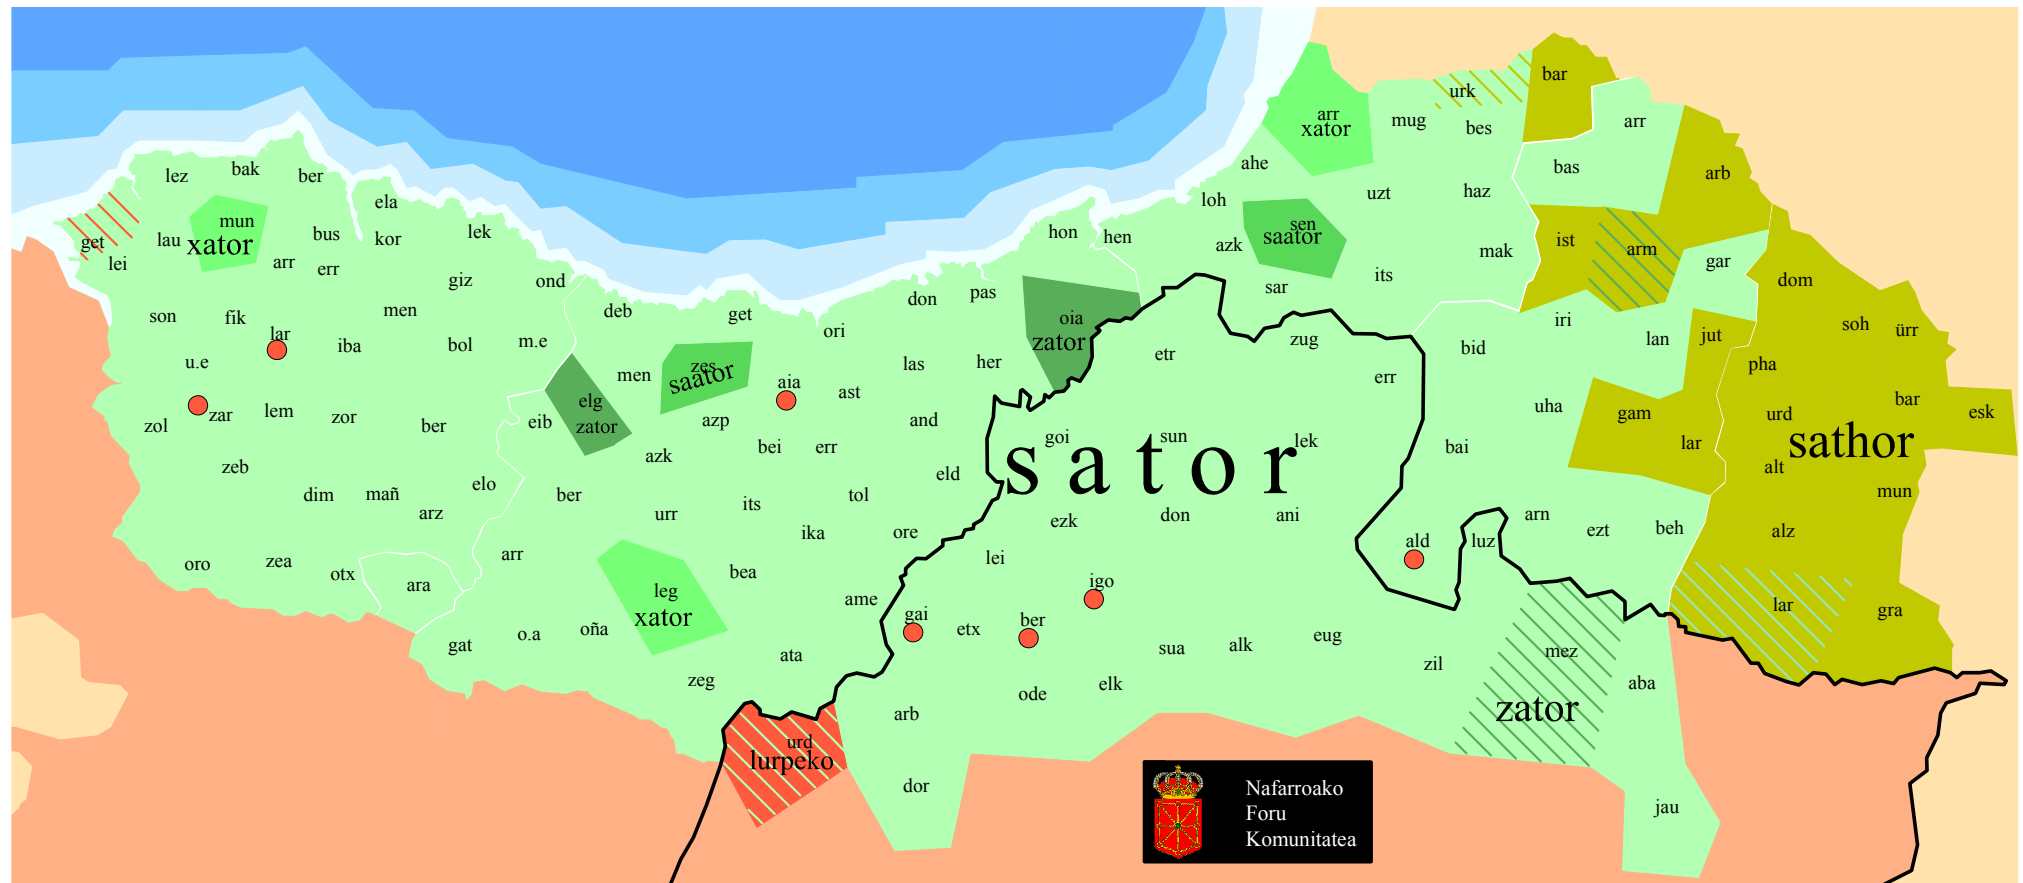 bar
urk
arr
xator
mug
bes
arr
bas
ahe
lez
bak
ber
arb
uzt
haz
loh
ela
mun
xator
lau
bus
kor
lek
get
lei
arr
err
hon
hen
azk
sen
saator
mak
ist
arm
gar
its
sar
giz
ond
dom
don
pas
men
deb
get
son
fik
lar
iba
bol
m.e
ori
oia
zator
etr
zug
err
bid
iri
lan
jut
soh
ürr
pha
u.e
men
zes
saator
aia
ast
las
her
zar
zol
lem
zor
ber
eib
elg
zator
azp
and
uha
gam
lar
urd
bar
esk
sathor
zeb
azk
bei
err
eld
goi
sun
lek
sator
bai
alt
mun
dim
mañ
elo
arz
ber
urr
its
tol
ika
ore
ezk
don
ani
arn
ezt
beh
alz
ald
luz
oro
zea
otx
ara
arr
bea
lei
leg
xator
ame
gai
etx
ber
igo
lar
gra
gat
o.a
oña
ata
zeg
sua
alk
eug
zil
mez
zator
aba
ode
elk
arb
urd
lurpeko
dor
jau
Nafarroako
Foru
Komunitatea